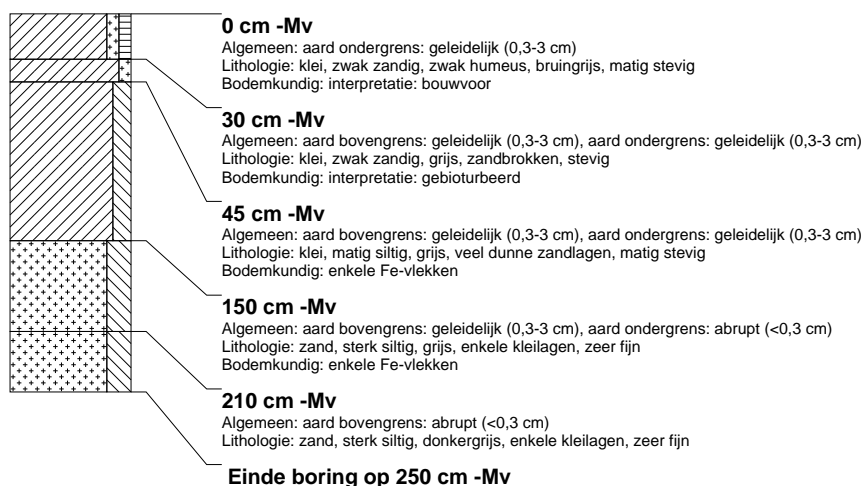 0 cm -Mv
Algemeen: aard ondergrens: geleidelijk (0,3-3 cm)
Lithologie: klei, zwak zandig, zwak humeus, bruingrijs, matig stevig
Bodemkundig: interpretatie: bouwvoor
30 cm -Mv
Algemeen: aard bovengrens: geleidelijk (0,3-3 cm), aard ondergrens: geleidelijk (0,3-3 cm)
Lithologie: klei, zwak zandig, grijs, zandbrokken, stevig
Bodemkundig: interpretatie: gebioturbeerd
45 cm -Mv
Algemeen: aard bovengrens: geleidelijk (0,3-3 cm), aard ondergrens: geleidelijk (0,3-3 cm)
Lithologie: klei, matig siltig, grijs, veel dunne zandlagen, matig stevig
Bodemkundig: enkele Fe-vlekken
150 cm -Mv
Algemeen: aard bovengrens: geleidelijk (0,3-3 cm), aard ondergrens: abrupt (<0,3 cm)
Lithologie: zand, sterk siltig, grijs, enkele kleilagen, zeer fijn
Bodemkundig: enkele Fe-vlekken
210 cm -Mv
Algemeen: aard bovengrens: abrupt (<0,3 cm)
Lithologie: zand, sterk siltig, donkergrijs, enkele kleilagen, zeer fijn
Einde boring op 250 cm -Mv